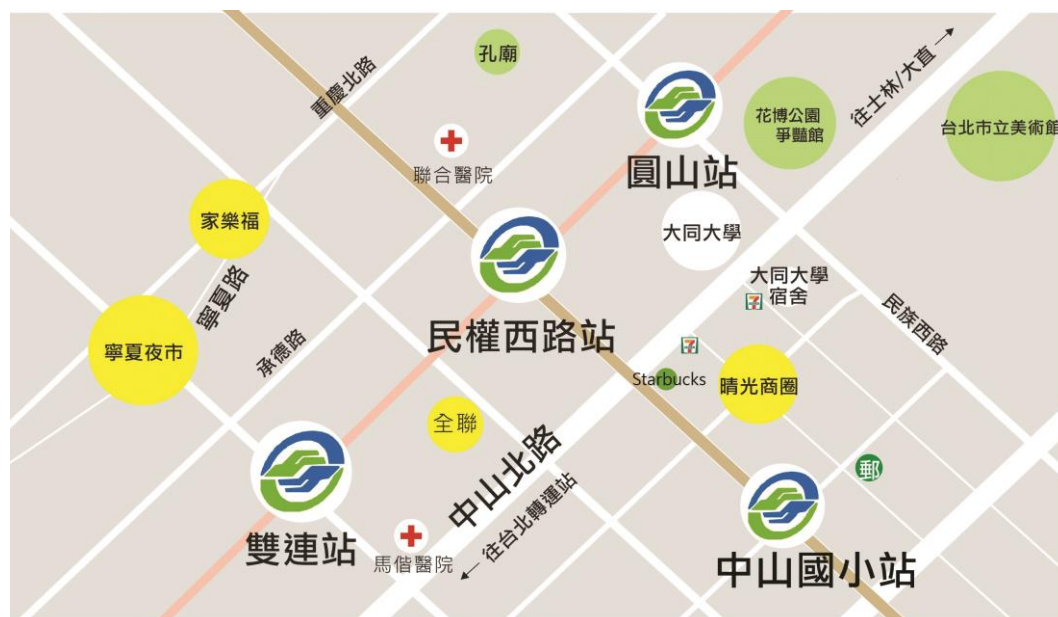 孔廟
重慶北路
往士林/大直
花博公園
爭豔館
台北市立美術館
聯合醫院
圓山站
家樂福
大同大學
寧夏路
大同大學
宿舍
7
民族西路
寧夏夜市
承德路
民權西路站
7
Starbucks
晴光商圈
全聯
中山北路
郵
雙連站
馬偕醫院
往台北轉運站
中山國小站